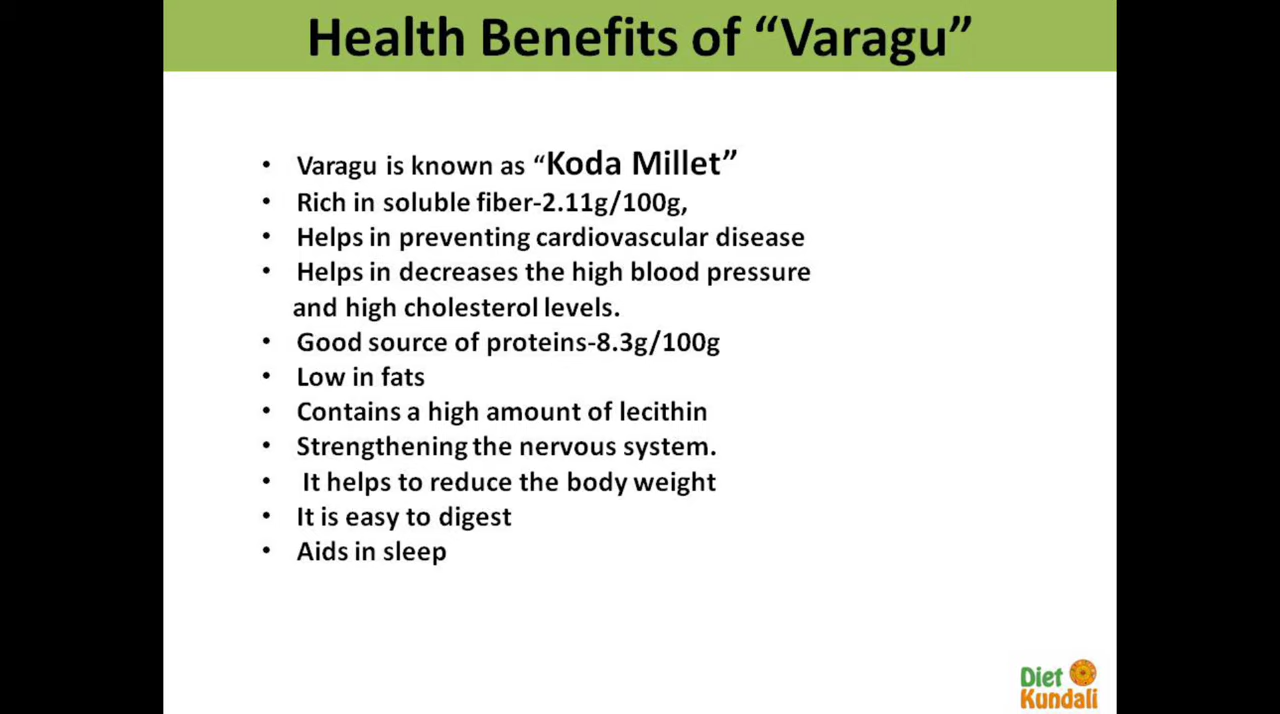 Health Benefits of “Varagu”
• Varagu is known as “Koda Millet”
• Rich in soluble fiber-2.11g/100g,
• Helps in preventing cardiovascular disease
• Helps in decreases the high blood pressure
and high cholesterol levels.
• Good source of proteins-8.3g/100g
• Low in fats
• Contains a high amount of lecithin
• Strengthening the nervous system.
• It helps to reduce the body weight
• It is easy to digest
• Aids in sleep
Diet
Kundali